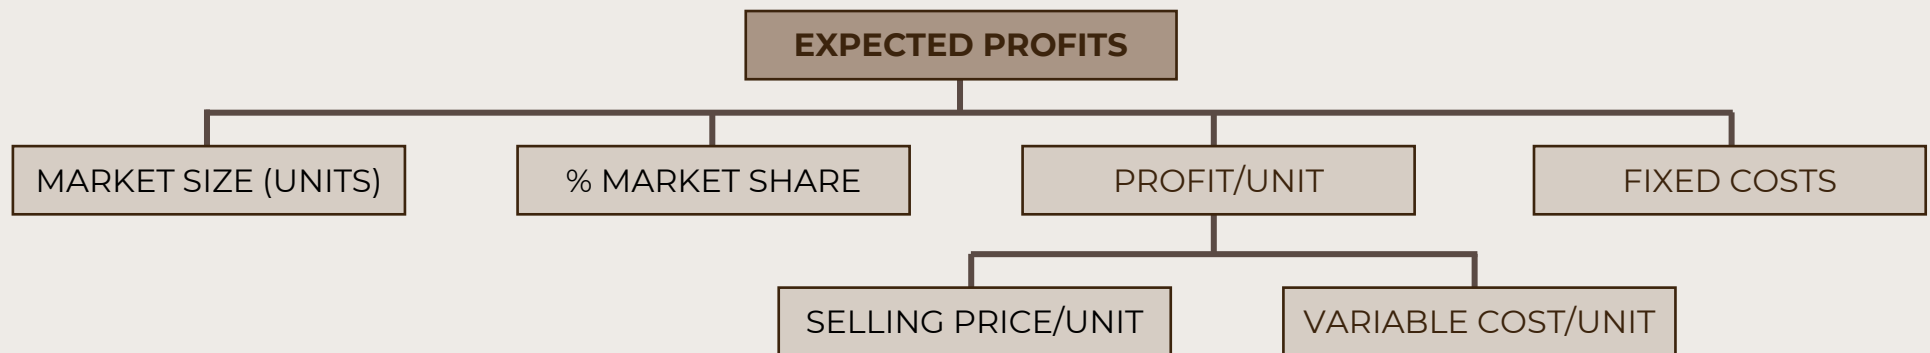 EXPECTED PROFITS
MARKET SIZE (UNITS)
% MARKET SHARE
PROFIT/UNIT
FIXED COSTS
SELLING PRICE/UNIT
VARIABLE COST/UNIT